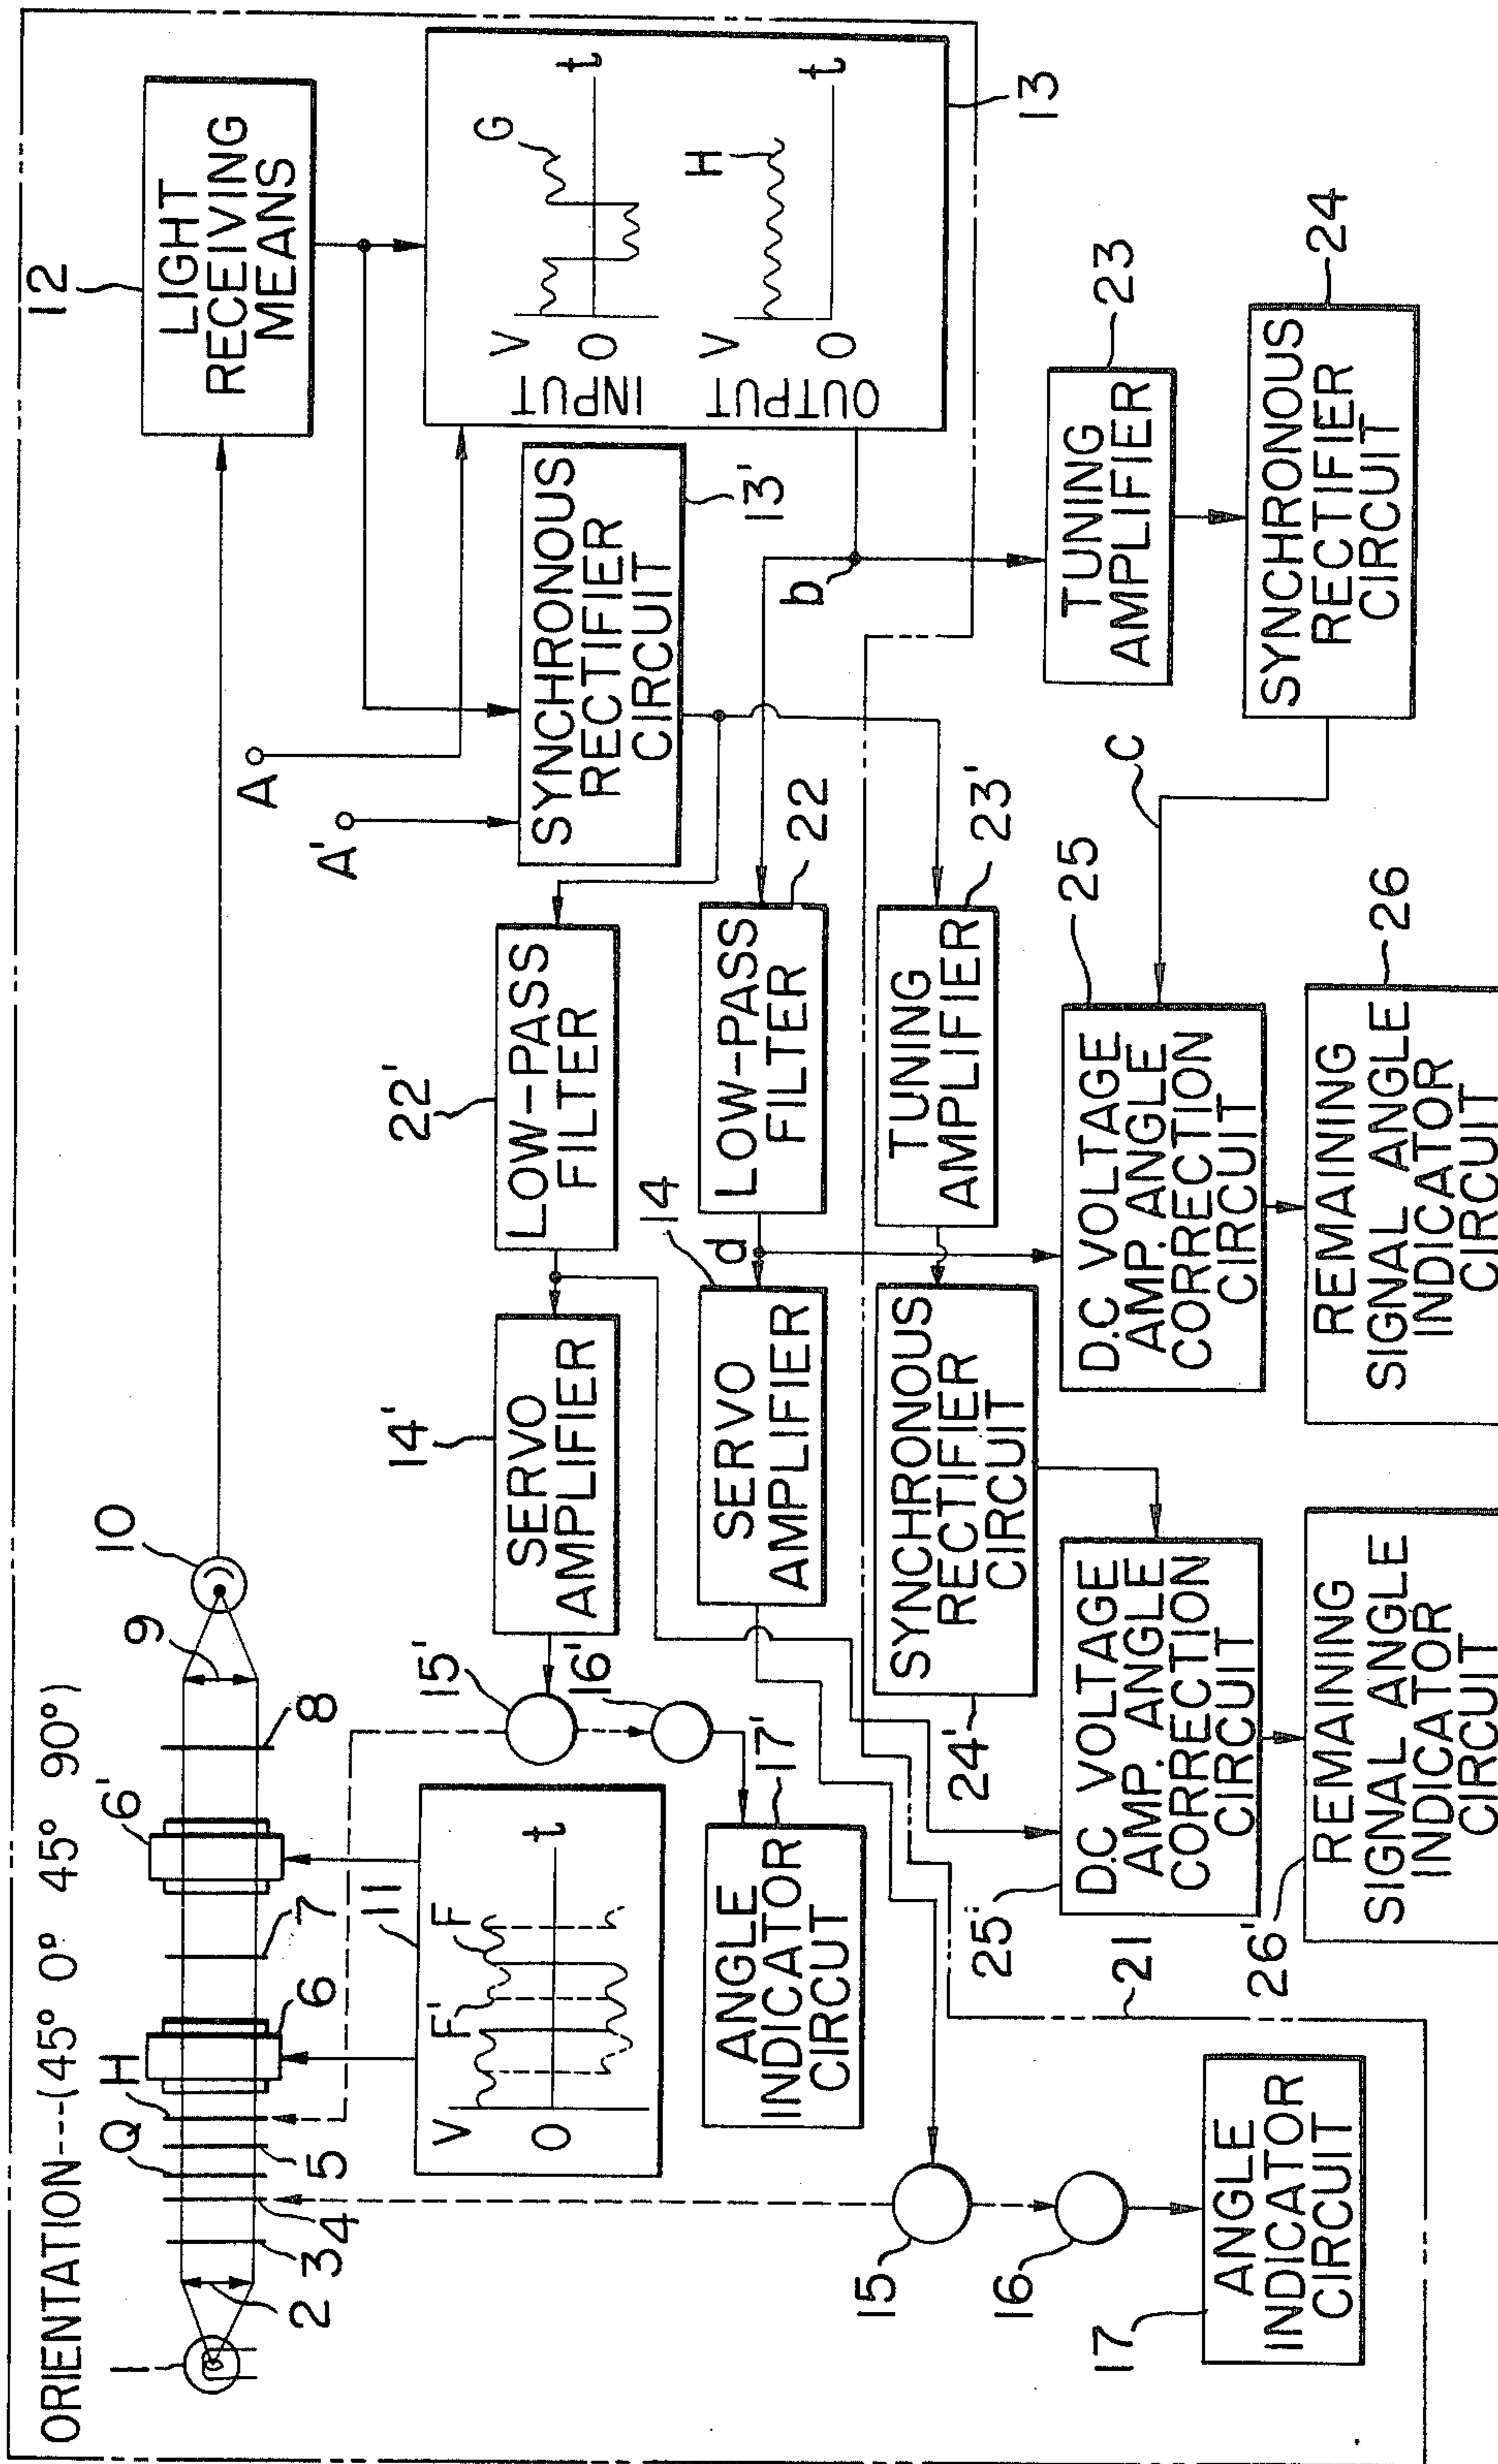 ORIENTATION---(45° 0° 45° 90°)
1
2
3
4
Q
5
H
6
7
6'
8
9
10
11
V
O
F'
F
t
12
LIGHT
RECEIVING
MEANS
A
A'
INPUT
V
O
G
t
OUTPUT
V
O
H
t
13
SYNCHRONOUS
RECTIFIER
CIRCUIT
13'
b
22'
LOW-PASS
FILTER
14'
SERVO
AMPLIFIER
15'
16'
17'
ANGLE
INDICATOR
CIRCUIT
LOW-PASS
FILTER
22
d
14
SERVO
AMPLIFIER
15
16
17
ANGLE
INDICATOR
CIRCUIT
TUNING
AMPLIFIER
23
SYNCHRONOUS
RECTIFIER
CIRCUIT
24
C
TUNING
AMPLIFIER
23'
SYNCHRONOUS
RECTIFIER
CIRCUIT
24'
D.C VOLTAGE
AMP. ANGLE
CORRECTION
CIRCUIT
25
REMAINING
SIGNAL ANGLE
INDICATOR
CIRCUIT
26
D.C VOLTAGE
AMP. ANGLE
CORRECTION
CIRCUIT
25'
21
REMAINING
SIGNAL ANGLE
INDICATOR
CIRCUIT
26'